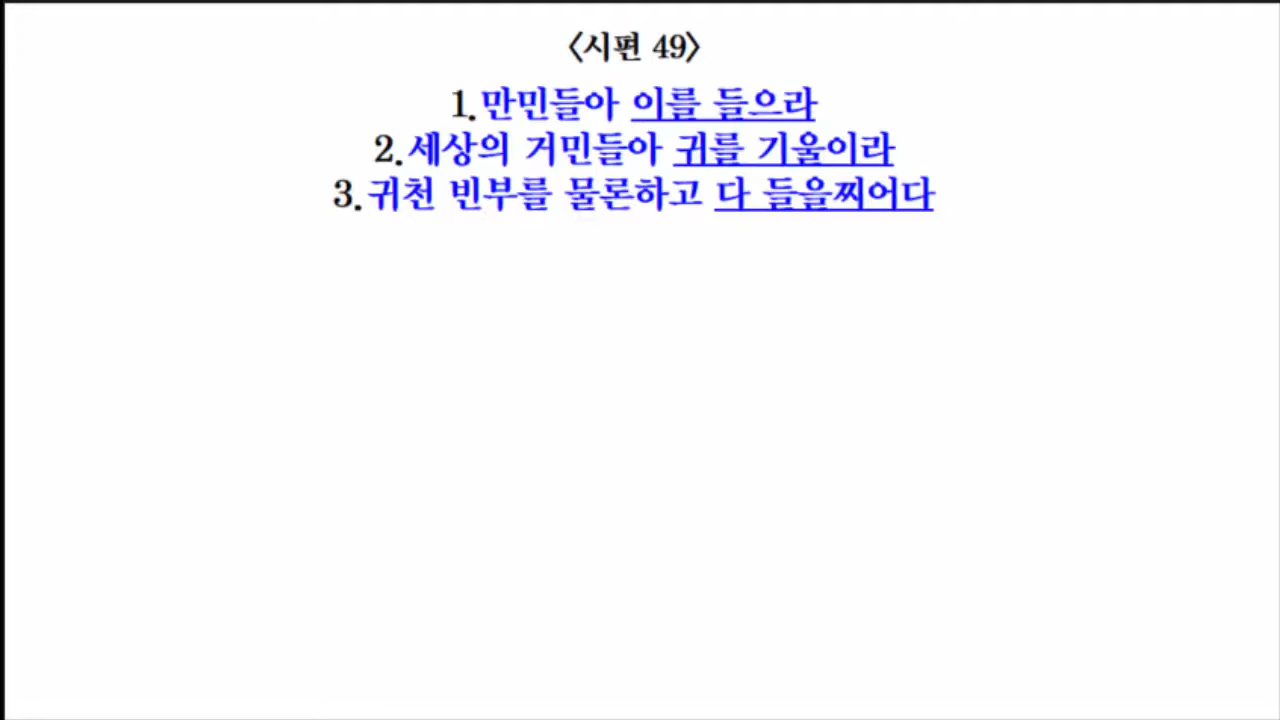 〈시편 49〉
1.만민들아 이를 들으라
2.세상의 거민들아 귀를 기울이라
3.귀천 빈부를 물론하고 다 들을찌어다